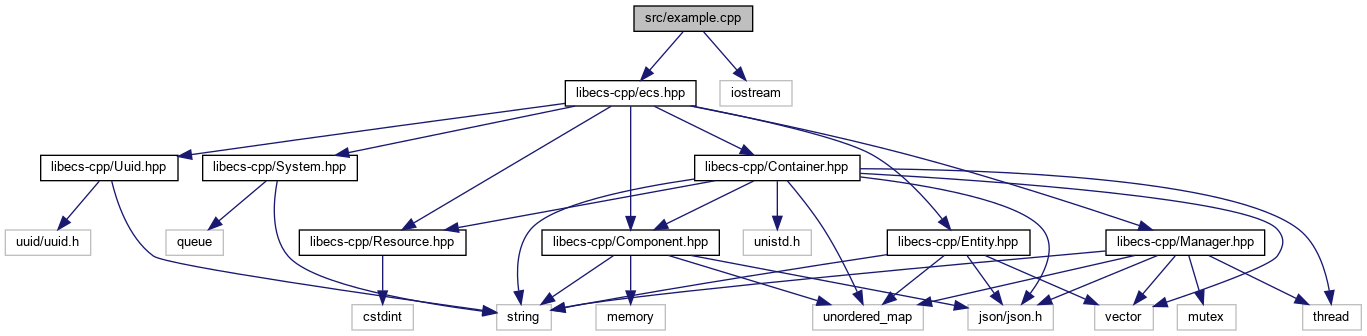 src/example.cpp
libecs-cpp/ecs.hpp
iostream
libecs-cpp/Uuid.hpp
libecs-cpp/System.hpp
libecs-cpp/Container.hpp
uuid/uuid.h
queue
libecs-cpp/Resource.hpp
libecs-cpp/Component.hpp
unistd.h
libecs-cpp/Entity.hpp
libecs-cpp/Manager.hpp
cstdint
string
memory
unordered_map
json/json.h
vector
mutex
thread